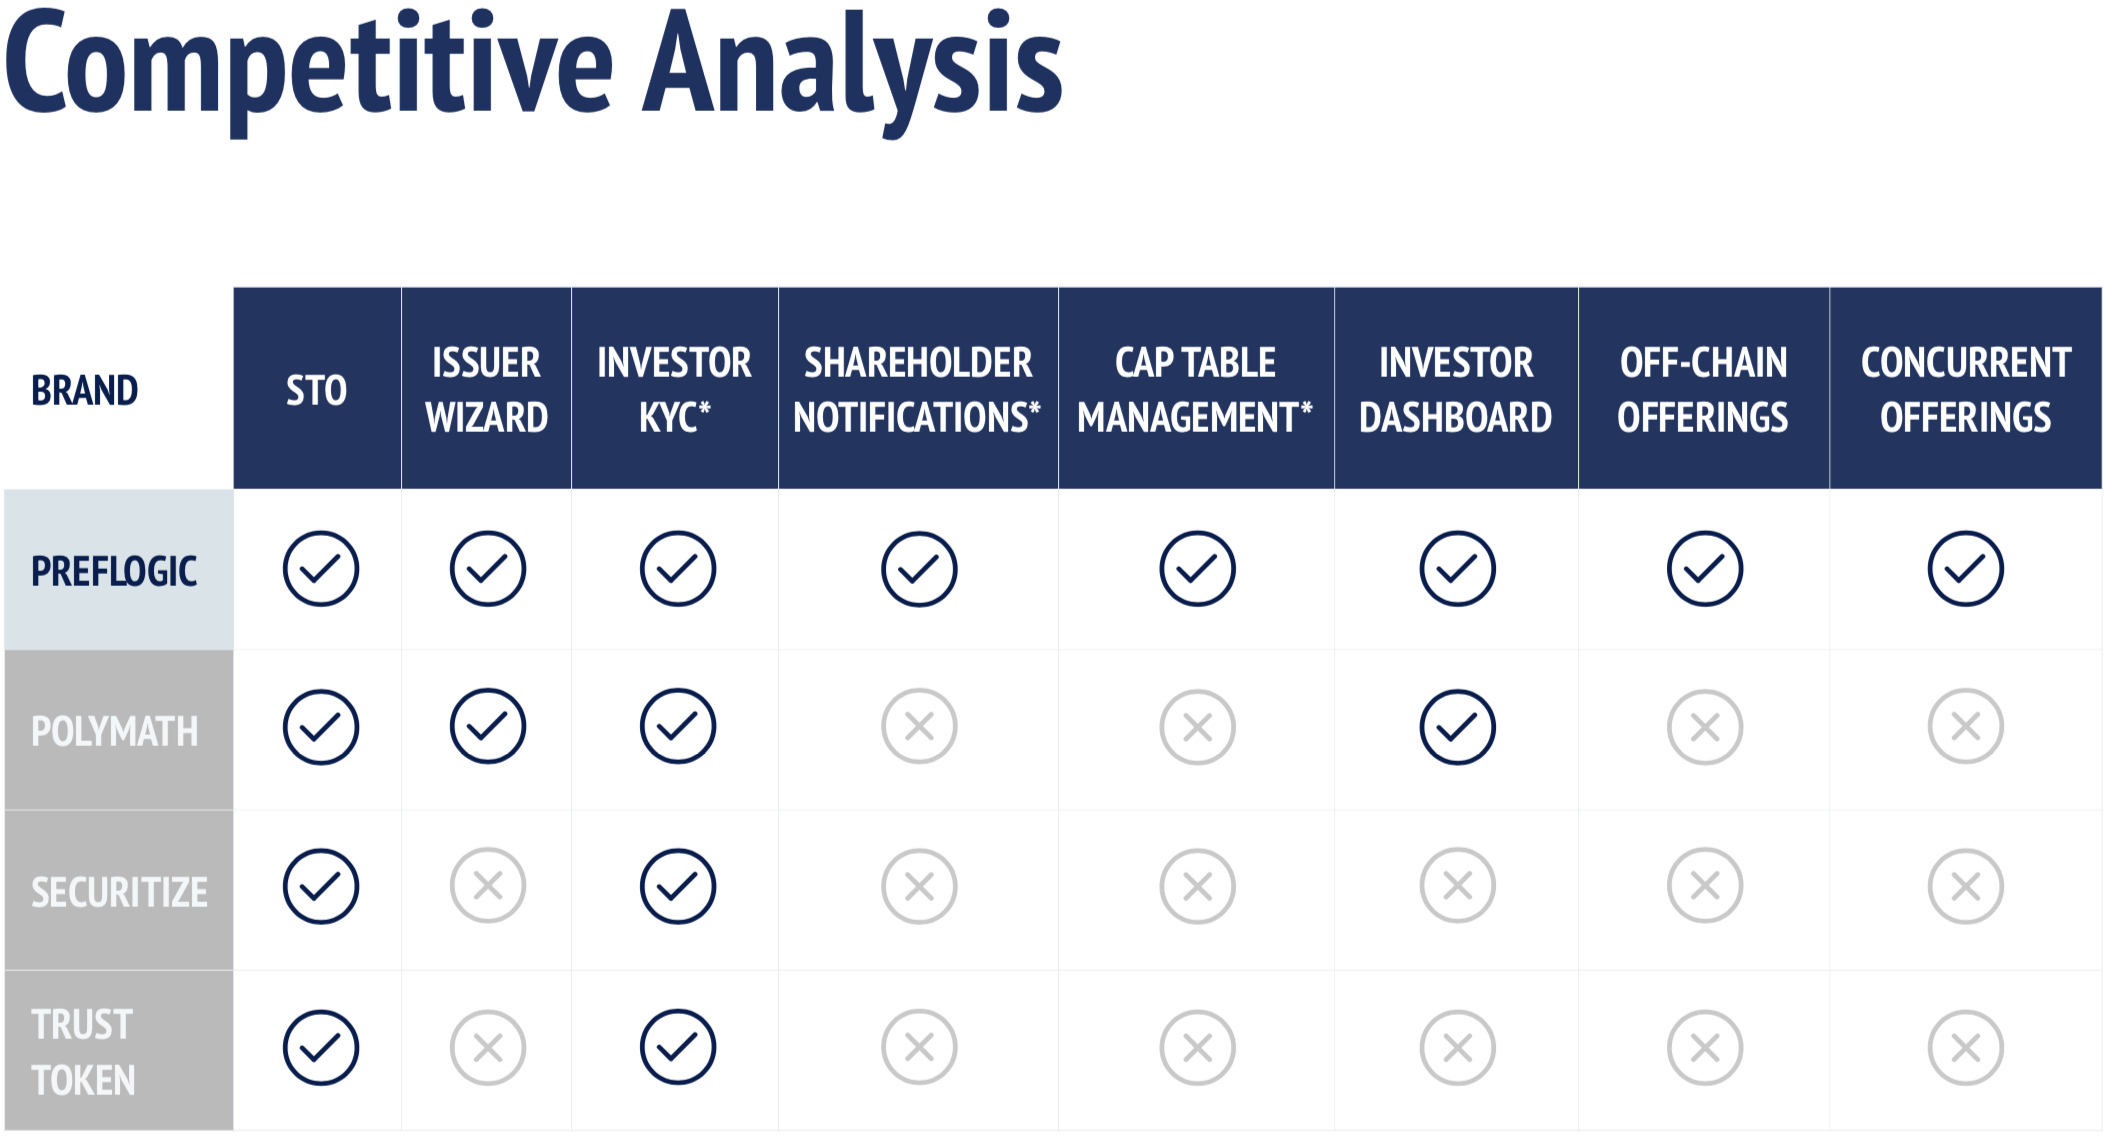 Competitive Analysis
BRAND
STO
ISSUER
WIZARD
INVESTOR
KYC*
SHAREHOLDER
NOTIFICATIONS*
CAP TABLE
MANAGEMENT*
INVESTOR
DASHBOARD
OFF-CHAIN
OFFERINGS
CONCURRENT
OFFERINGS
PREFLOGIC
POLYMATH
SECURITIZE
TRUST
TOKEN